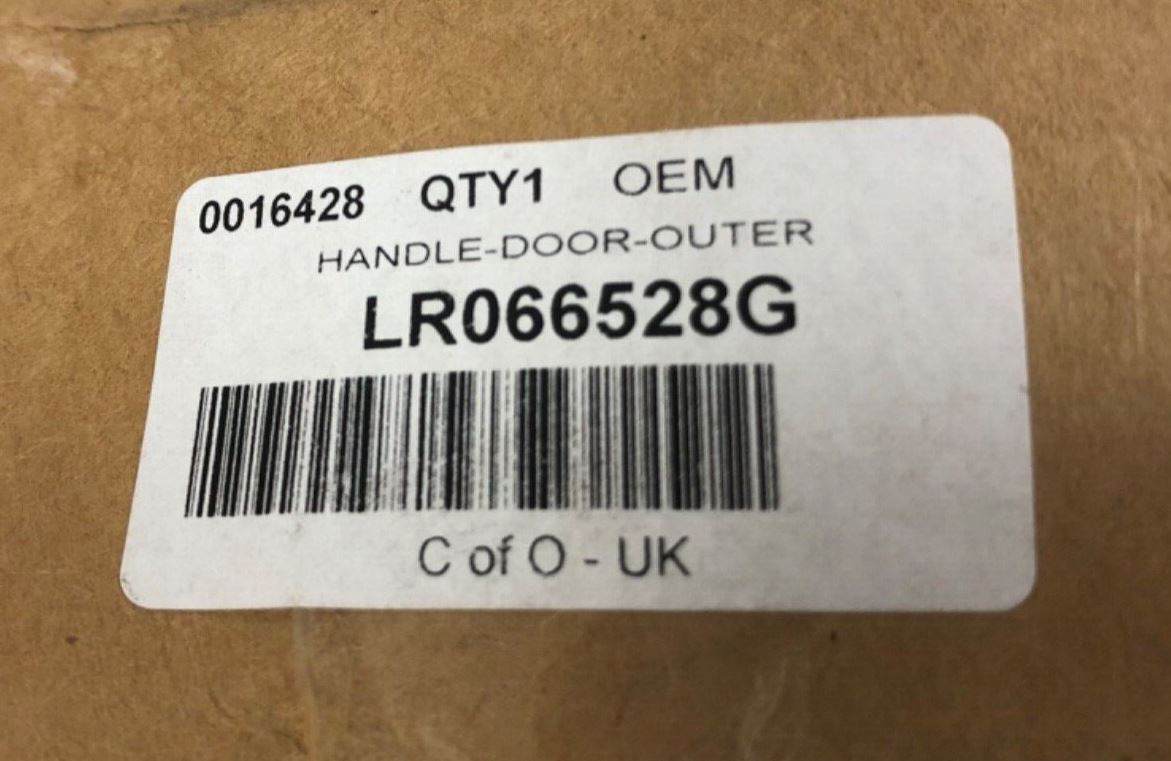 0016428 QTY1 OEM
HANDLE-DOOR-OUTER
LR066528G
C of O - UK